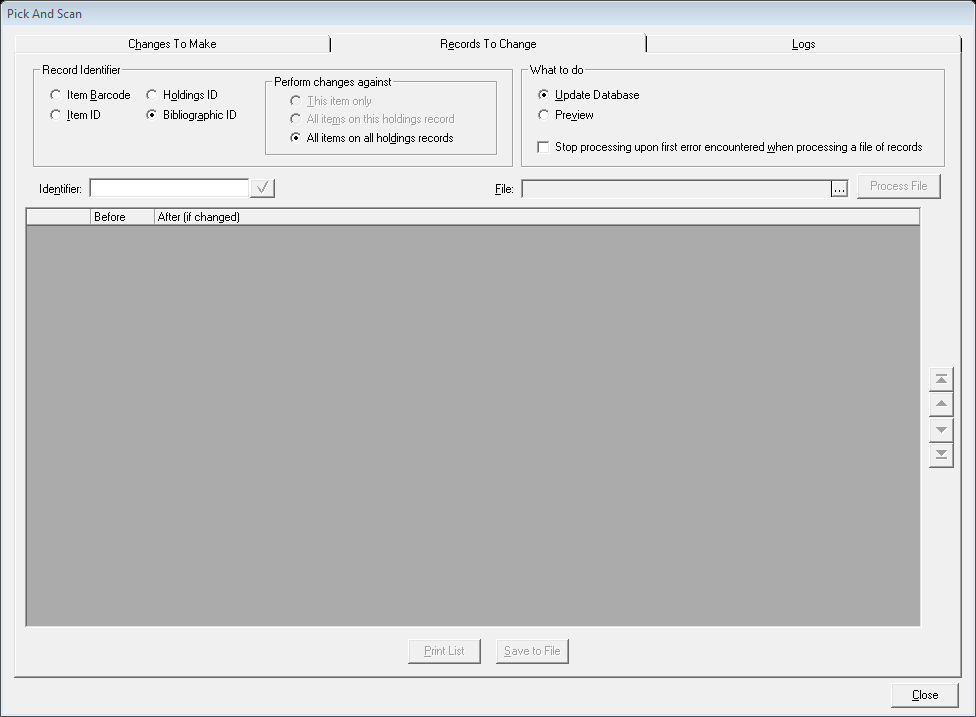 Pick And Scan
Changes To Make
Records To Change
Logs
Record Identifier
Item Barcode
Holdings ID
Item ID
Bibliographic ID
Perform changes against
This item only
All items on this holdings record
All items on all holdings records
What to do
Update Database
Preview
Stop processing upon first error encountered when processing a file of records
Identifier:
File:
...
Process File
Before
After (if changed)
Print List
Save to File
Close